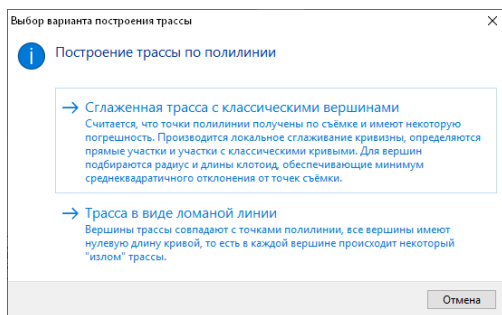 Выбор варианта построения трассы
Построение трассы по полилинии
Сглаженная трасса с классическими вершинами
Считается, что точки полилинии получены по съёмке и имеют некоторую
погрешность. Производится локальное сглаживание кривизны, определяются
прямые участки и участки с классическими кривыми. Для вершин
подбираются радиус и длины клотоид, обеспечивающие минимум
среднеквадратичного отклонения от точек съёмки.
Трасса в виде ломаной линии
Вершины трассы совпадают с точками полилинии, все вершины имеют
нулевую длину кривой, то есть в каждой вершине происходит некоторый
"излом" трассы.
Отмена